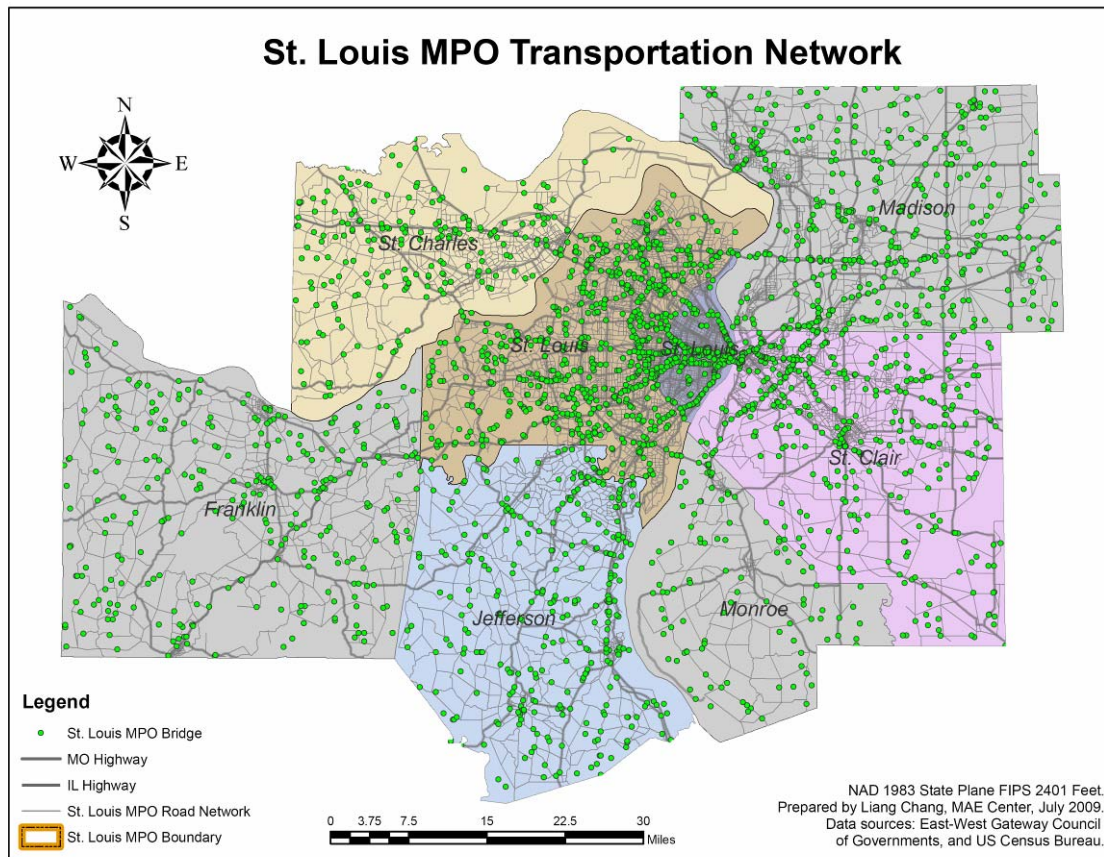 St. Louis MPO Transportation Network
N
W E
S
Madison
St. Charles
St. Louis
St. Louis
St. Clair
Franklin
Jefferson
Monroe
Legend
St. Louis MPO Bridge
MO Highway
IL Highway
St. Louis MPO Road Network
St. Louis MPO Boundary
0 3.75 7.5 15 22.5 30
Miles
NAD 1983 State Plane FIPS 2401 Feet.
Prepared by Liang Chang, MAE Center, July 2009.
Data sources: East-West Gateway Council
of Governments, and US Census Bureau.